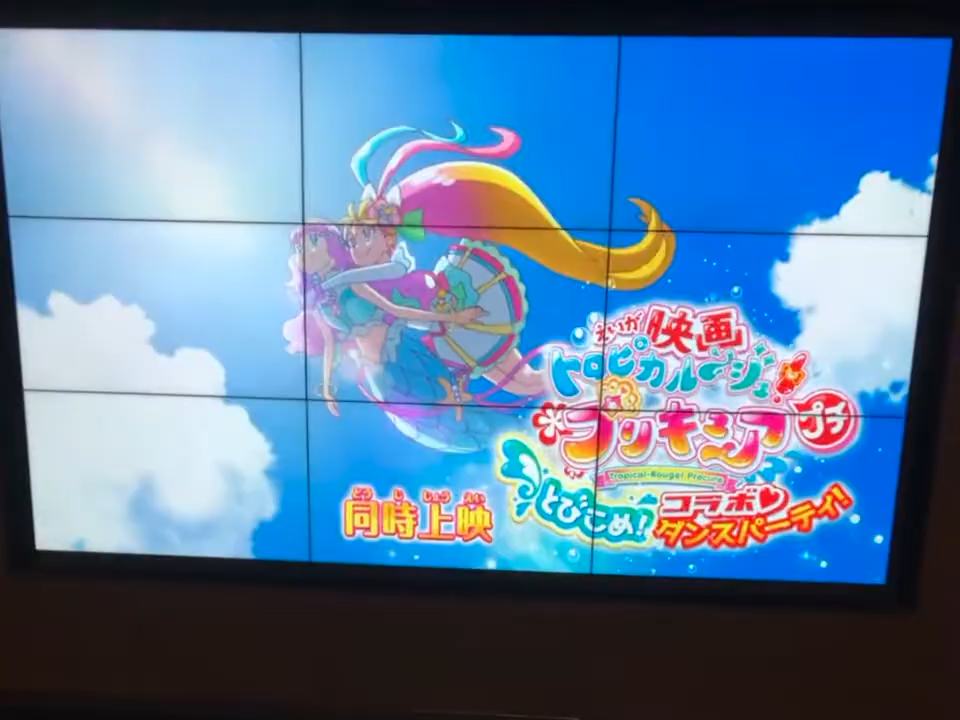 えいが
映画
トロピカル～ジュ!
プリキュア プチ
Tropical-Rouge! Precure
とびこめ! コラボ♥
ダンスパーティ!
どうじじょうえい
同時上映